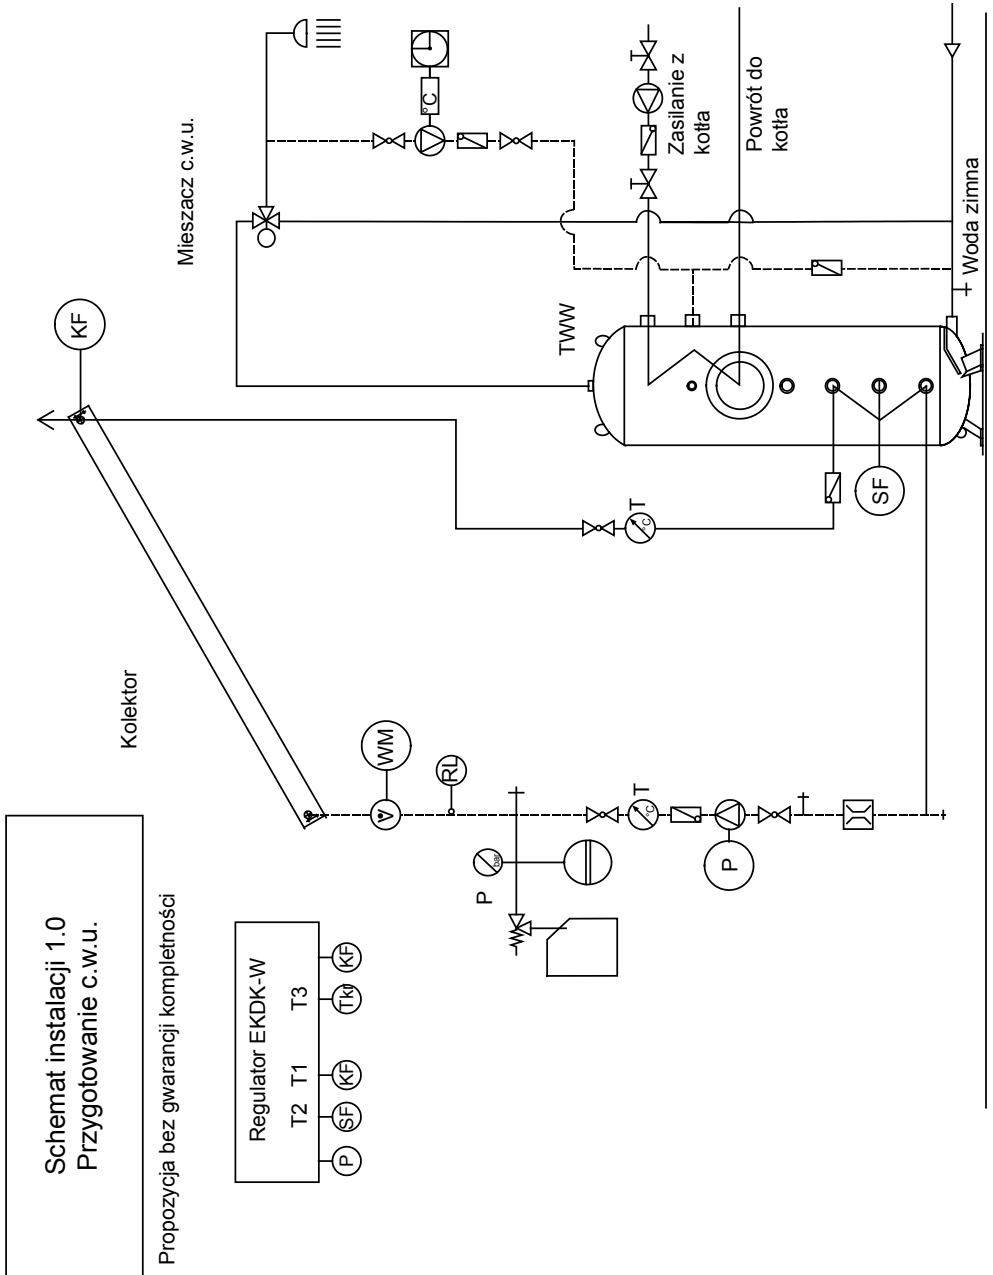 Schemat instalacji 1.0
Przygotowanie c.w.u.
Propozycja bez gwarancji kompletności
Regulator EKDK-W
T2
T1
T3
P
SF
KF
Tkr
KF
Kolektor
KF
WM
V
RL
P
bar
T
°C
P
T
°C
SF
Mieszacz c.w.u.
°C
TWW
Zasilanie z
kotła
Powrót do
kotła
Woda zimna